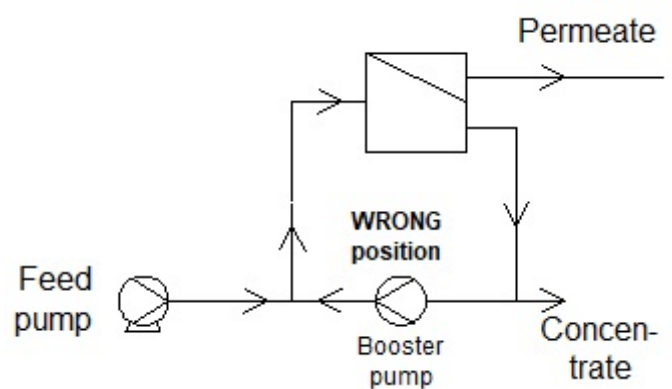 Permeate
WRONG
position
Feed
pump
Booster
pump
Concen-
trate